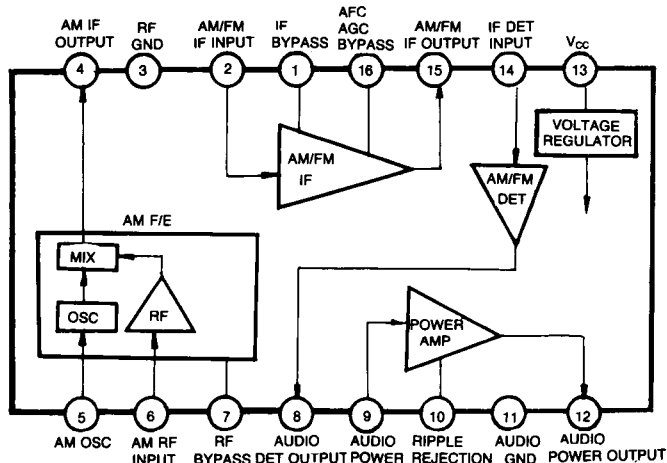 AM IF
OUTPUT
RF
GND
AM/FM
IF INPUT
IF
BYPASS
AFC
AGC
BYPASS
AM/FM
IF OUTPUT
IF DET
INPUT
VCC
4
3
2
1
16
15
14
13
VOLTAGE
REGULATOR
AM/FM
IF
AM/FM
DET
AM F/E
MIX
OSC
RF
POWER
AMP
5
6
7
8
9
10
11
12
AM OSC
AM RF
INPUT
RF
BYPASS
AUDIO
DET OUTPUT
AUDIO
POWER
RIPPLE
REJECTION
AUDIO
GND
AUDIO
POWER OUTPUT